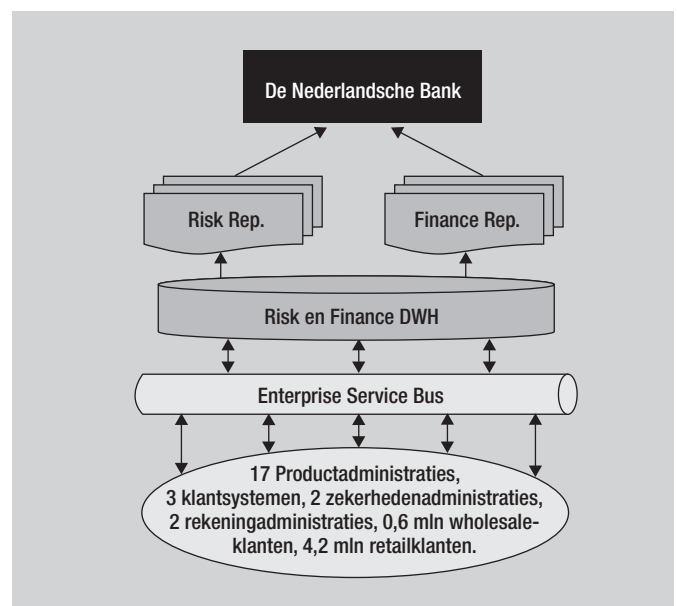 De Nederlandsche Bank
Risk Rep.
Finance Rep.
Risk en Finance DWH
Enterprise Service Bus
17 Productadministraties,
3 klantsystemen, 2 zekerhedenadministraties,
2 rekeningadministraties, 0,6 mln wholesale-
klanten, 4,2 mln retailklanten.